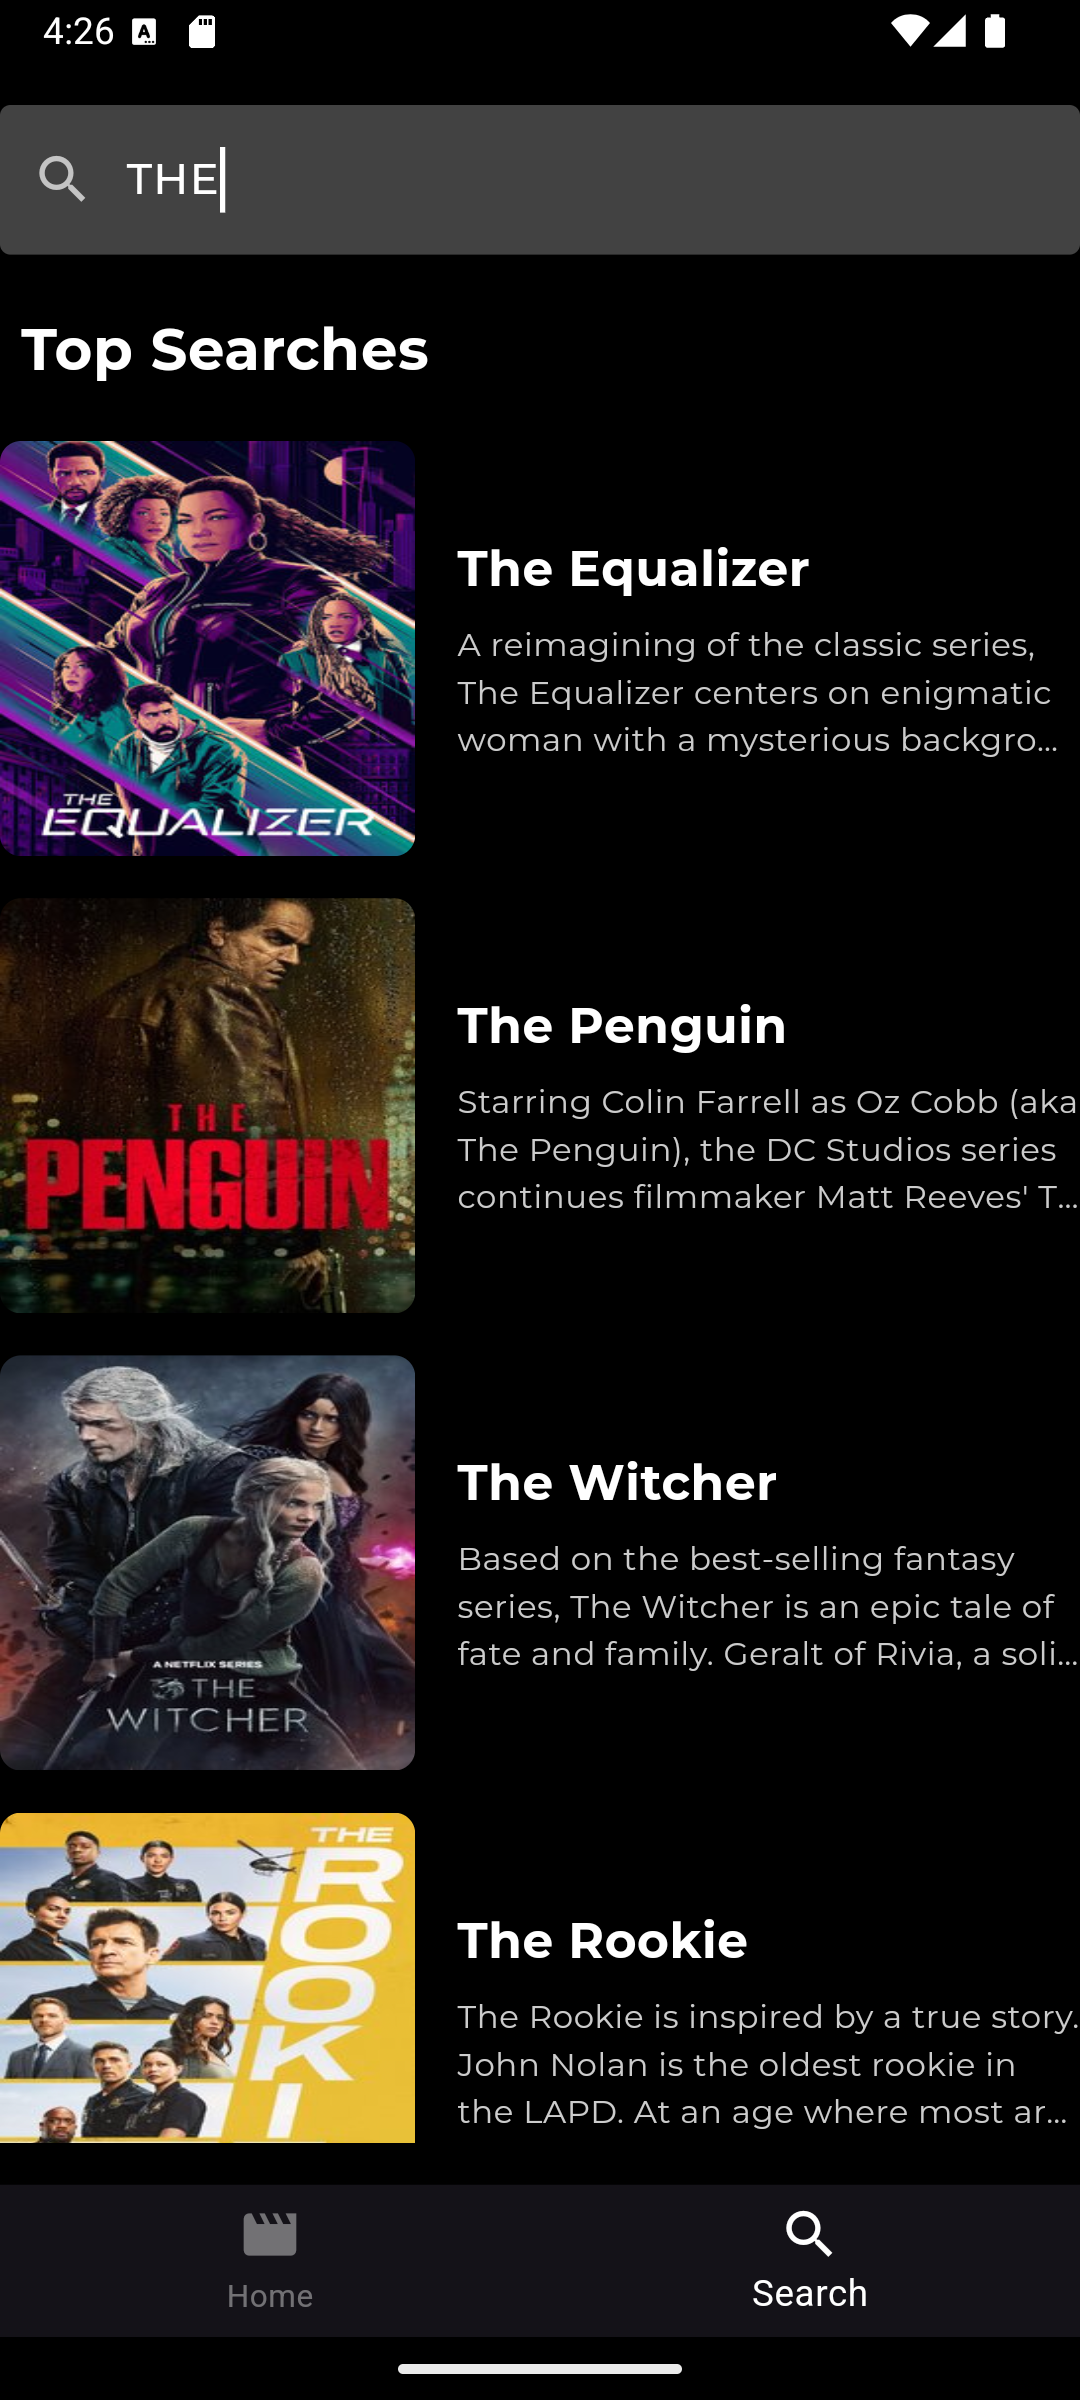 4:26
THE
Top Searches
THE
EQUALIZER
The Equalizer
A reimagining of the classic series,
The Equalizer centers on enigmatic
woman with a mysterious backgro...
THE
PENGUIN
The Penguin
Starring Colin Farrell as Oz Cobb (aka
The Penguin), the DC Studios series
continues filmmaker Matt Reeves' T...
A NETFLIX SERIES
THE
WITCHER
The Witcher
Based on the best-selling fantasy
series, The Witcher is an epic tale of
fate and family. Geralt of Rivia, a soli...
THE
ROOKI
The Rookie
The Rookie is inspired by a true story.
John Nolan is the oldest rookie in
the LAPD. At an age where most ar...
Home
Search